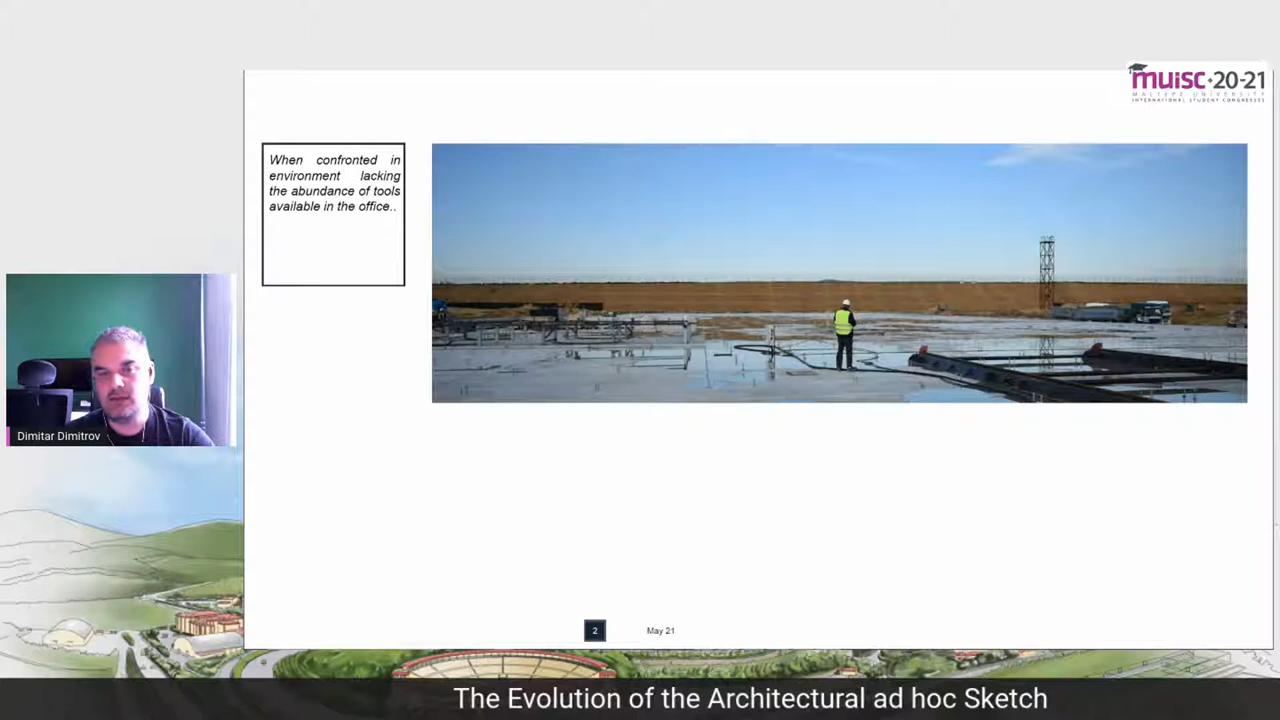 muisc•20-21
MALTEPE UNIVERSITY
INTERNATIONAL STUDENT CONGRESSES
When confronted in
environment lacking
the abundance of tools
available in the office..
Dimitar Dimitrov
2
May 21
The Evolution of the Architectural ad hoc Sketch